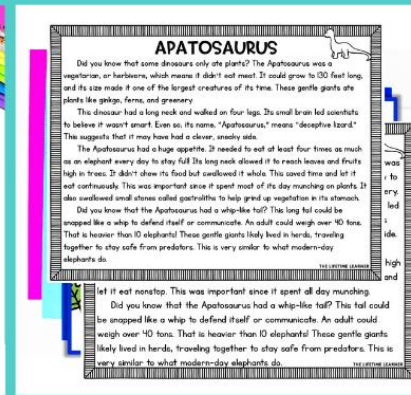 APATOSAURUS
Did you know that some dinosaurs only ate plants? The Apatosaurus was a
vegetarian, or herbivore, which means it didn't eat meat. It could grow to 130 feet long,
and its size made it one of the largest creatures of its time. These gentle giants ate
plants like ginkgo, ferns, and greenery.
This dinosaur had a long neck and walked on four legs. Its small brain led scientists
to believe it wasn't smart. Even so, its name, "Apatosaurus," means "deceptive lizard."
This suggests that it may have had a clever, sneaky side.
The Apatosaurus had a huge appetite. It needed to eat at least four times as much
as an elephant every day to stay full! Its long neck allowed it to reach leaves and fruits
high in trees. It didn't chew its food but swallowed it whole. This saved time and let it
eat continuously. This was important since it spent most of its day munching on plants. It
also swallowed small stones called gastroliths to help grind up vegetation in its stomach.
Did you know that the Apatosaurus had a whip-like tail? This long tail could be
snapped like a whip to defend itself or communicate. An adult could weigh over 40 tons.
That is heavier than 10 elephants! These gentle giants likely lived in herds, traveling
together to stay safe from predators. This is very similar to what modern-day
elephants do.
THE LIFETIME LEARNER
was
to
ery.
led
ide.
high
and
let it eat nonstop. This was important since it spent all day munching.
Did you know that the Apatosaurus had a whip-like tail? This tail could
be snapped like a whip to defend itself or communicate. An adult could
weigh over 40 tons. That is heavier than 10 elephants! These gentle giants
likely lived in herds, traveling together to stay safe from predators. This is
very similar to what modern-day elephants do.
THE LIFETIME LEARNER